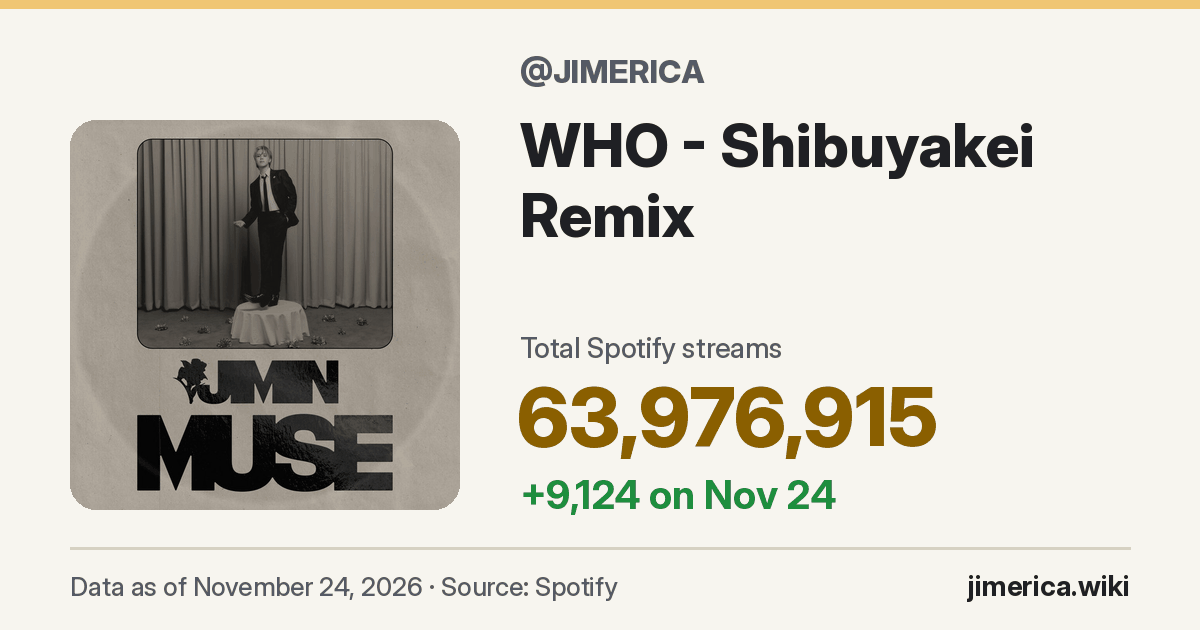 @JIMERICA
WHO - Shibuyakei
Remix
JMN
MUSE
Total Spotify streams
63,976,915
+9,124 on Nov 24
Data as of November 24, 2026 · Source: Spotify
jimerica.wiki